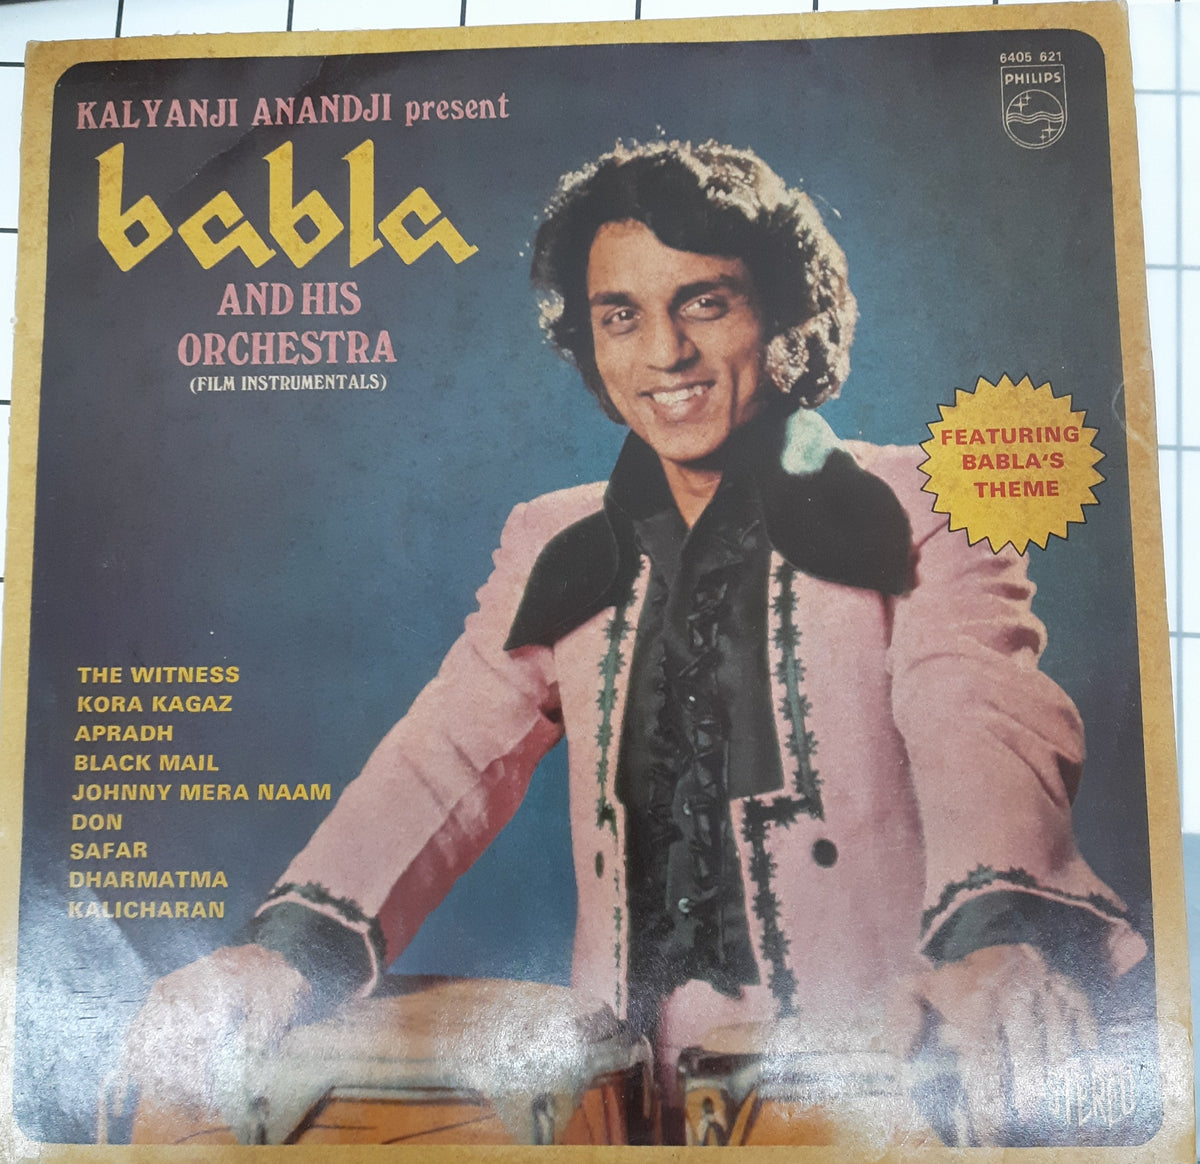 6405 621
PHILIPS
KALYANJI ANANDJI present
babla
AND HIS
ORCHESTRA
(FILM INSTRUMENTALS)
FEATURING
BABLA'S
THEME
THE WITNESS
KORA KAGAZ
APRADH
BLACK MAIL
JOHNNY MERA NAAM
DON
SAFAR
DHARMATMA
KALICHARAN
STEREO